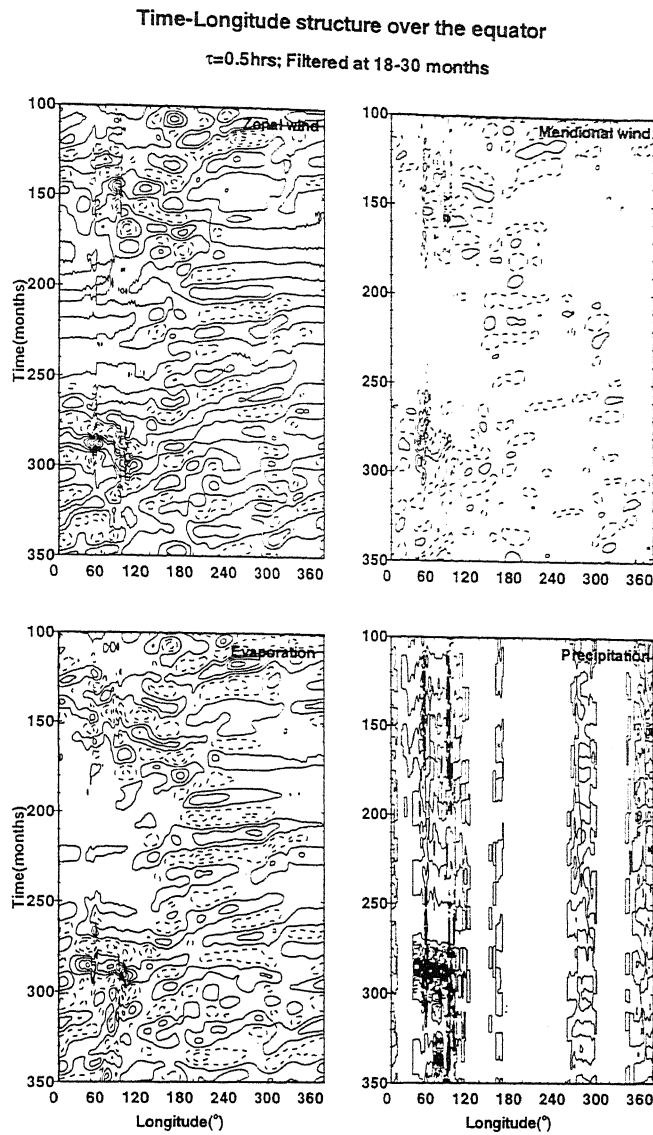 Time-Longitude structure over the equator
τ=0.5hrs; Filtered at 18-30 months
Zonal wind
Meridional wind
100
150
200
250
300
350
Time(months)
0 60 120 180 240 300 360
100
150
200
250
300
350
0 60 120 180 240 300 360
Evaporation
Precipitation
100
150
200
250
300
350
Time(months)
0 60 120 180 240 300 360
Longitude(°)
100
150
200
250
300
350
0 60 120 180 240 300 360
Longitude(°)